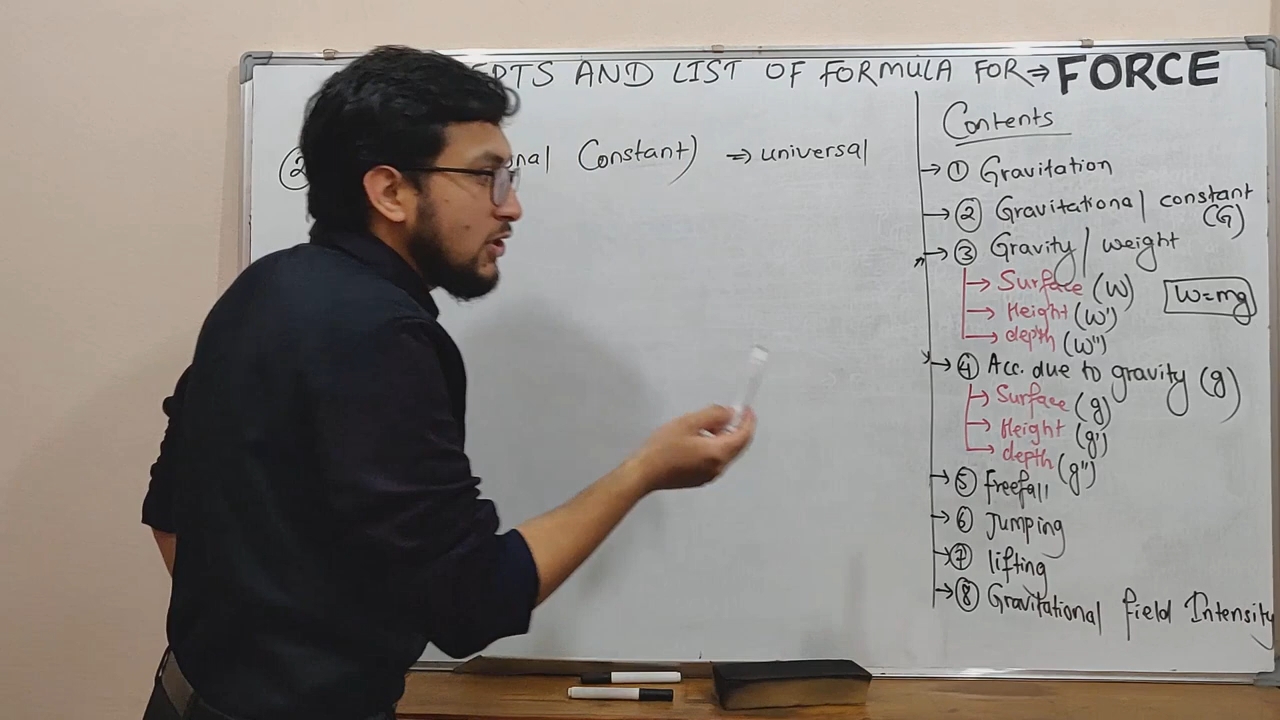 AND LIST OF FORMULA FOR ⇒ FORCE
② Constant) ⇒ universal
Contents
→ ① Gravitation
→ ② Gravitational constant (G)
→ ③ Gravity / weight
→ Surface (W)
→ Height (W')
→ depth (W'')
W=mg
→ ④ Acc. due to gravity (g)
→ Surface (g)
→ Height (g')
→ depth (g'')
→ ⑤ freefall
→ ⑥ Jumping
→ ⑦ lifting
→ ⑧ Gravitational field Intensity